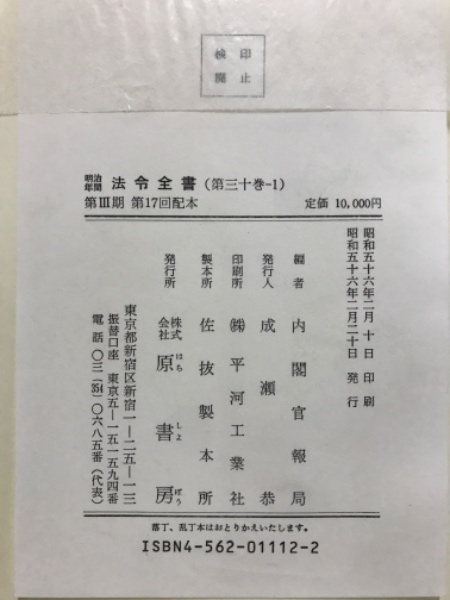 検印
廃止
明治年間 法令全書(第三十巻-1)
第Ⅲ期 第17回配本
定価 10,000円
昭和五十六年二月十日 印刷
昭和五十六年二月二十日 発行
編者 内閣官報局
発行人 成瀬恭
印刷所 ㈱平河工業社
製本所 佐抜製本所
発行所 株式会社 原書房
はら しょ ぼう
東京都新宿区新宿一—二五—一三
振替口座 東京五—一五一五九四番
電話 〇三(354)〇六八五番(代表)
落丁、乱丁本はおとりかえいたします。
ISBN4-562-01112-2